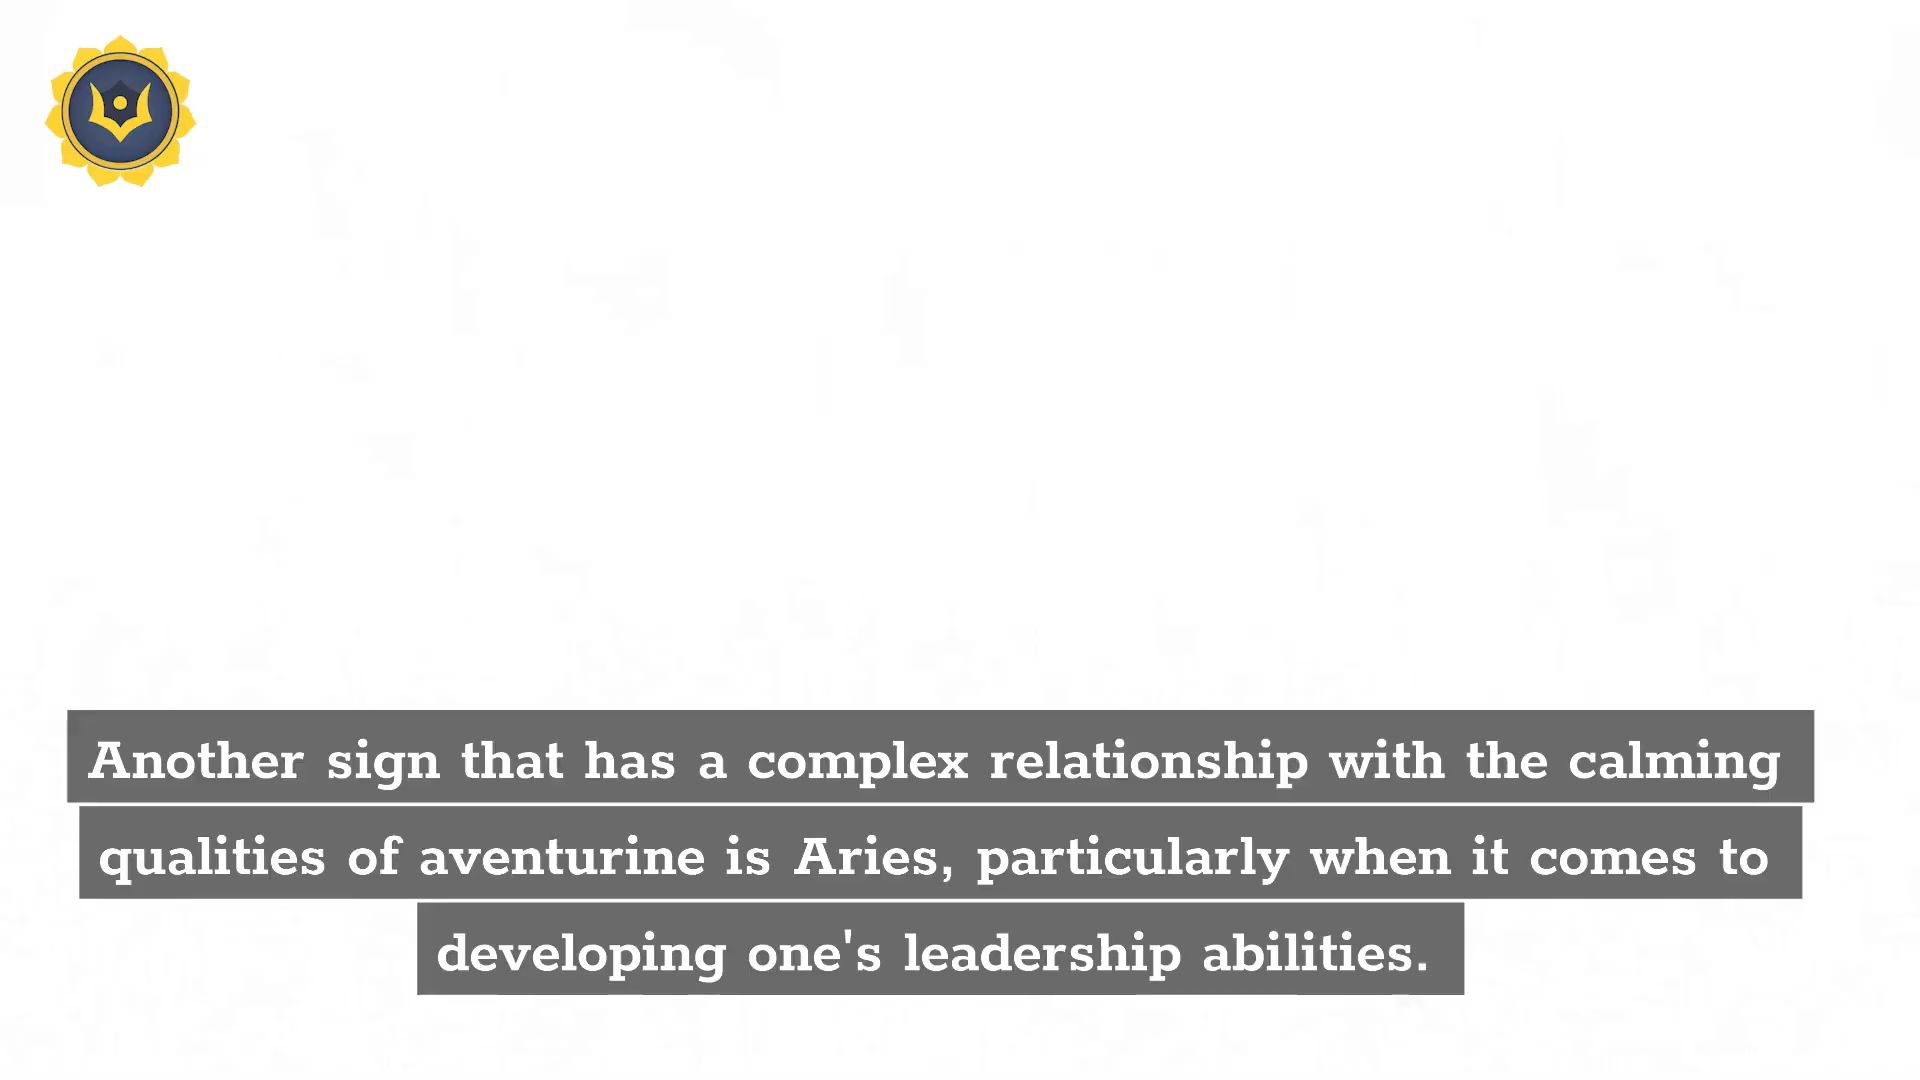 Another sign that has a complex relationship with the calming
qualities of aventurine is Aries, particularly when it comes to
developing one's leadership abilities.